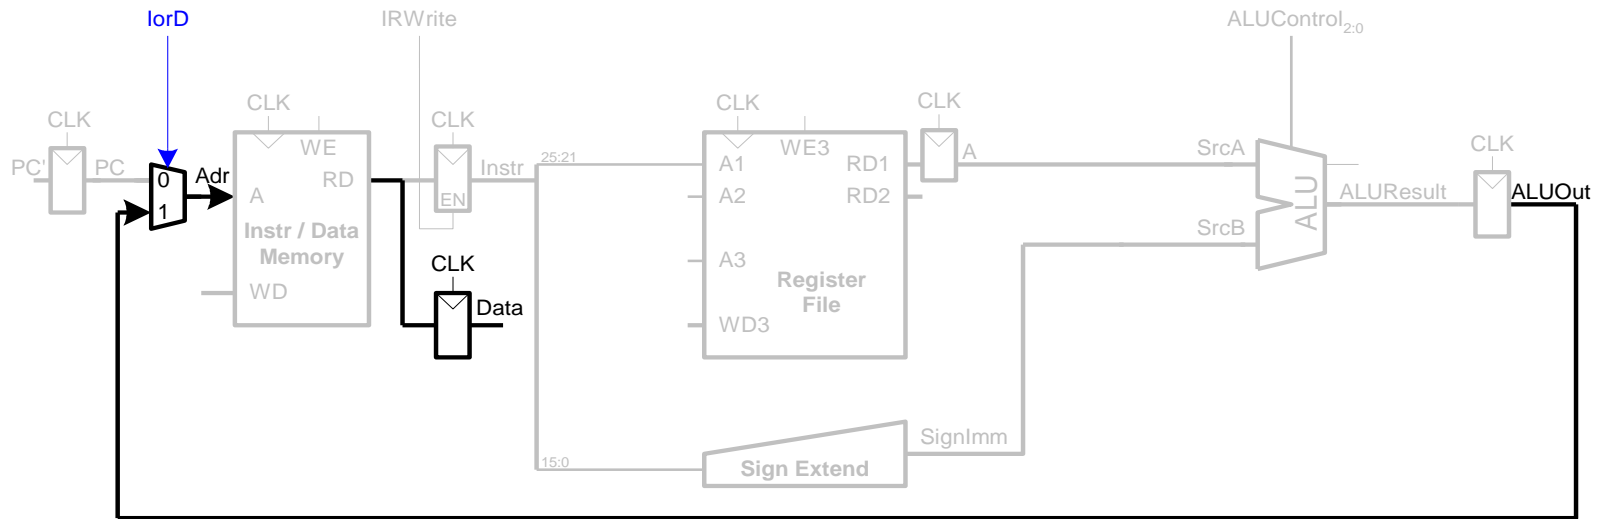 IorD
IRWrite
ALUControl2:0
CLK
CLK
CLK
CLK
CLK
CLK
PC'
PC
0
1
Adr
WE
RD
A
Instr / Data
Memory
WD
EN
Instr
CLK
Data
25:21
A1
A2
A3
WD3
WE3
RD1
RD2
Register
File
A
SrcA
SrcB
ALU
ALUResult
ALUOut
15:0
Sign Extend
SignImm